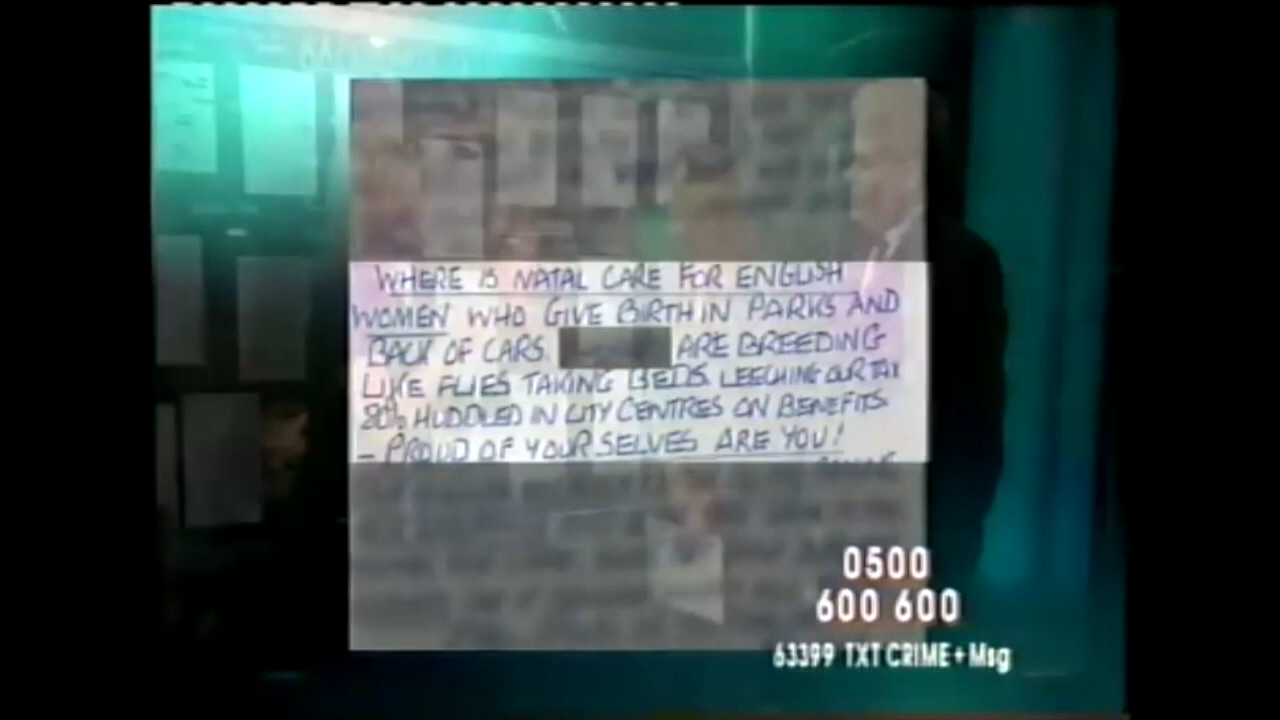 WHERE IS NATAL CARE FOR ENGLISH
WOMEN WHO GIVE BIRTH IN PARKS AND
BACK OF CARS. ARE BREEDING
LIKE FLIES TAKING BEDS. LEECHING OUR TAX
80% HUDDLED IN CITY CENTRES ON BENEFITS
– PROUD OF YOUR SELVES ARE YOU!
0500
600 600
63399 TXT CRIME+Msg